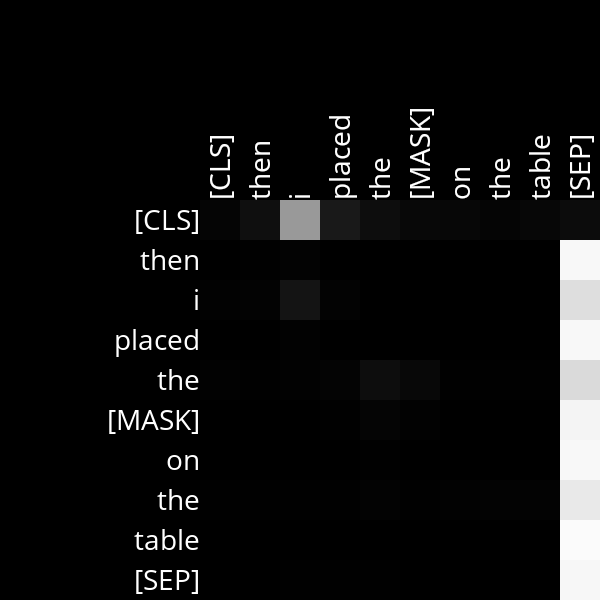 [CLS] then i placed the [MASK] on the table [SEP]
[CLS]
then
i
placed
the
[MASK]
on
the
table
[SEP]